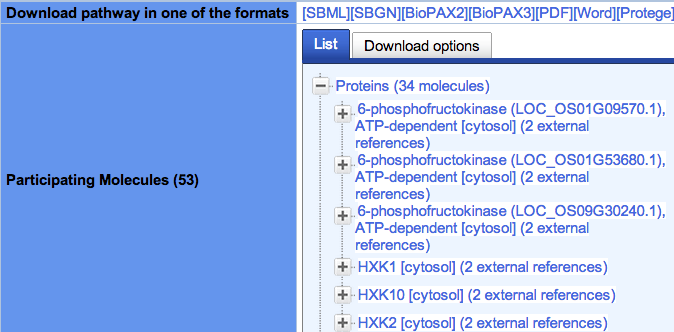 Download pathway in one of the formats
[SBML][SBGN][BioPAX2][BioPAX3][PDF][Word][Protege]
List
Download options
Participating Molecules (53)
Proteins (34 molecules)
6-phosphofructokinase (LOC_OS01G09570.1),
ATP-dependent [cytosol] (2 external
references)
6-phosphofructokinase (LOC_OS01G53680.1),
ATP-dependent [cytosol] (2 external
references)
6-phosphofructokinase (LOC_OS09G30240.1),
ATP-dependent [cytosol] (2 external
references)
HXK1 [cytosol] (2 external references)
HXK10 [cytosol] (2 external references)
HXK2 [cytosol] (2 external references)